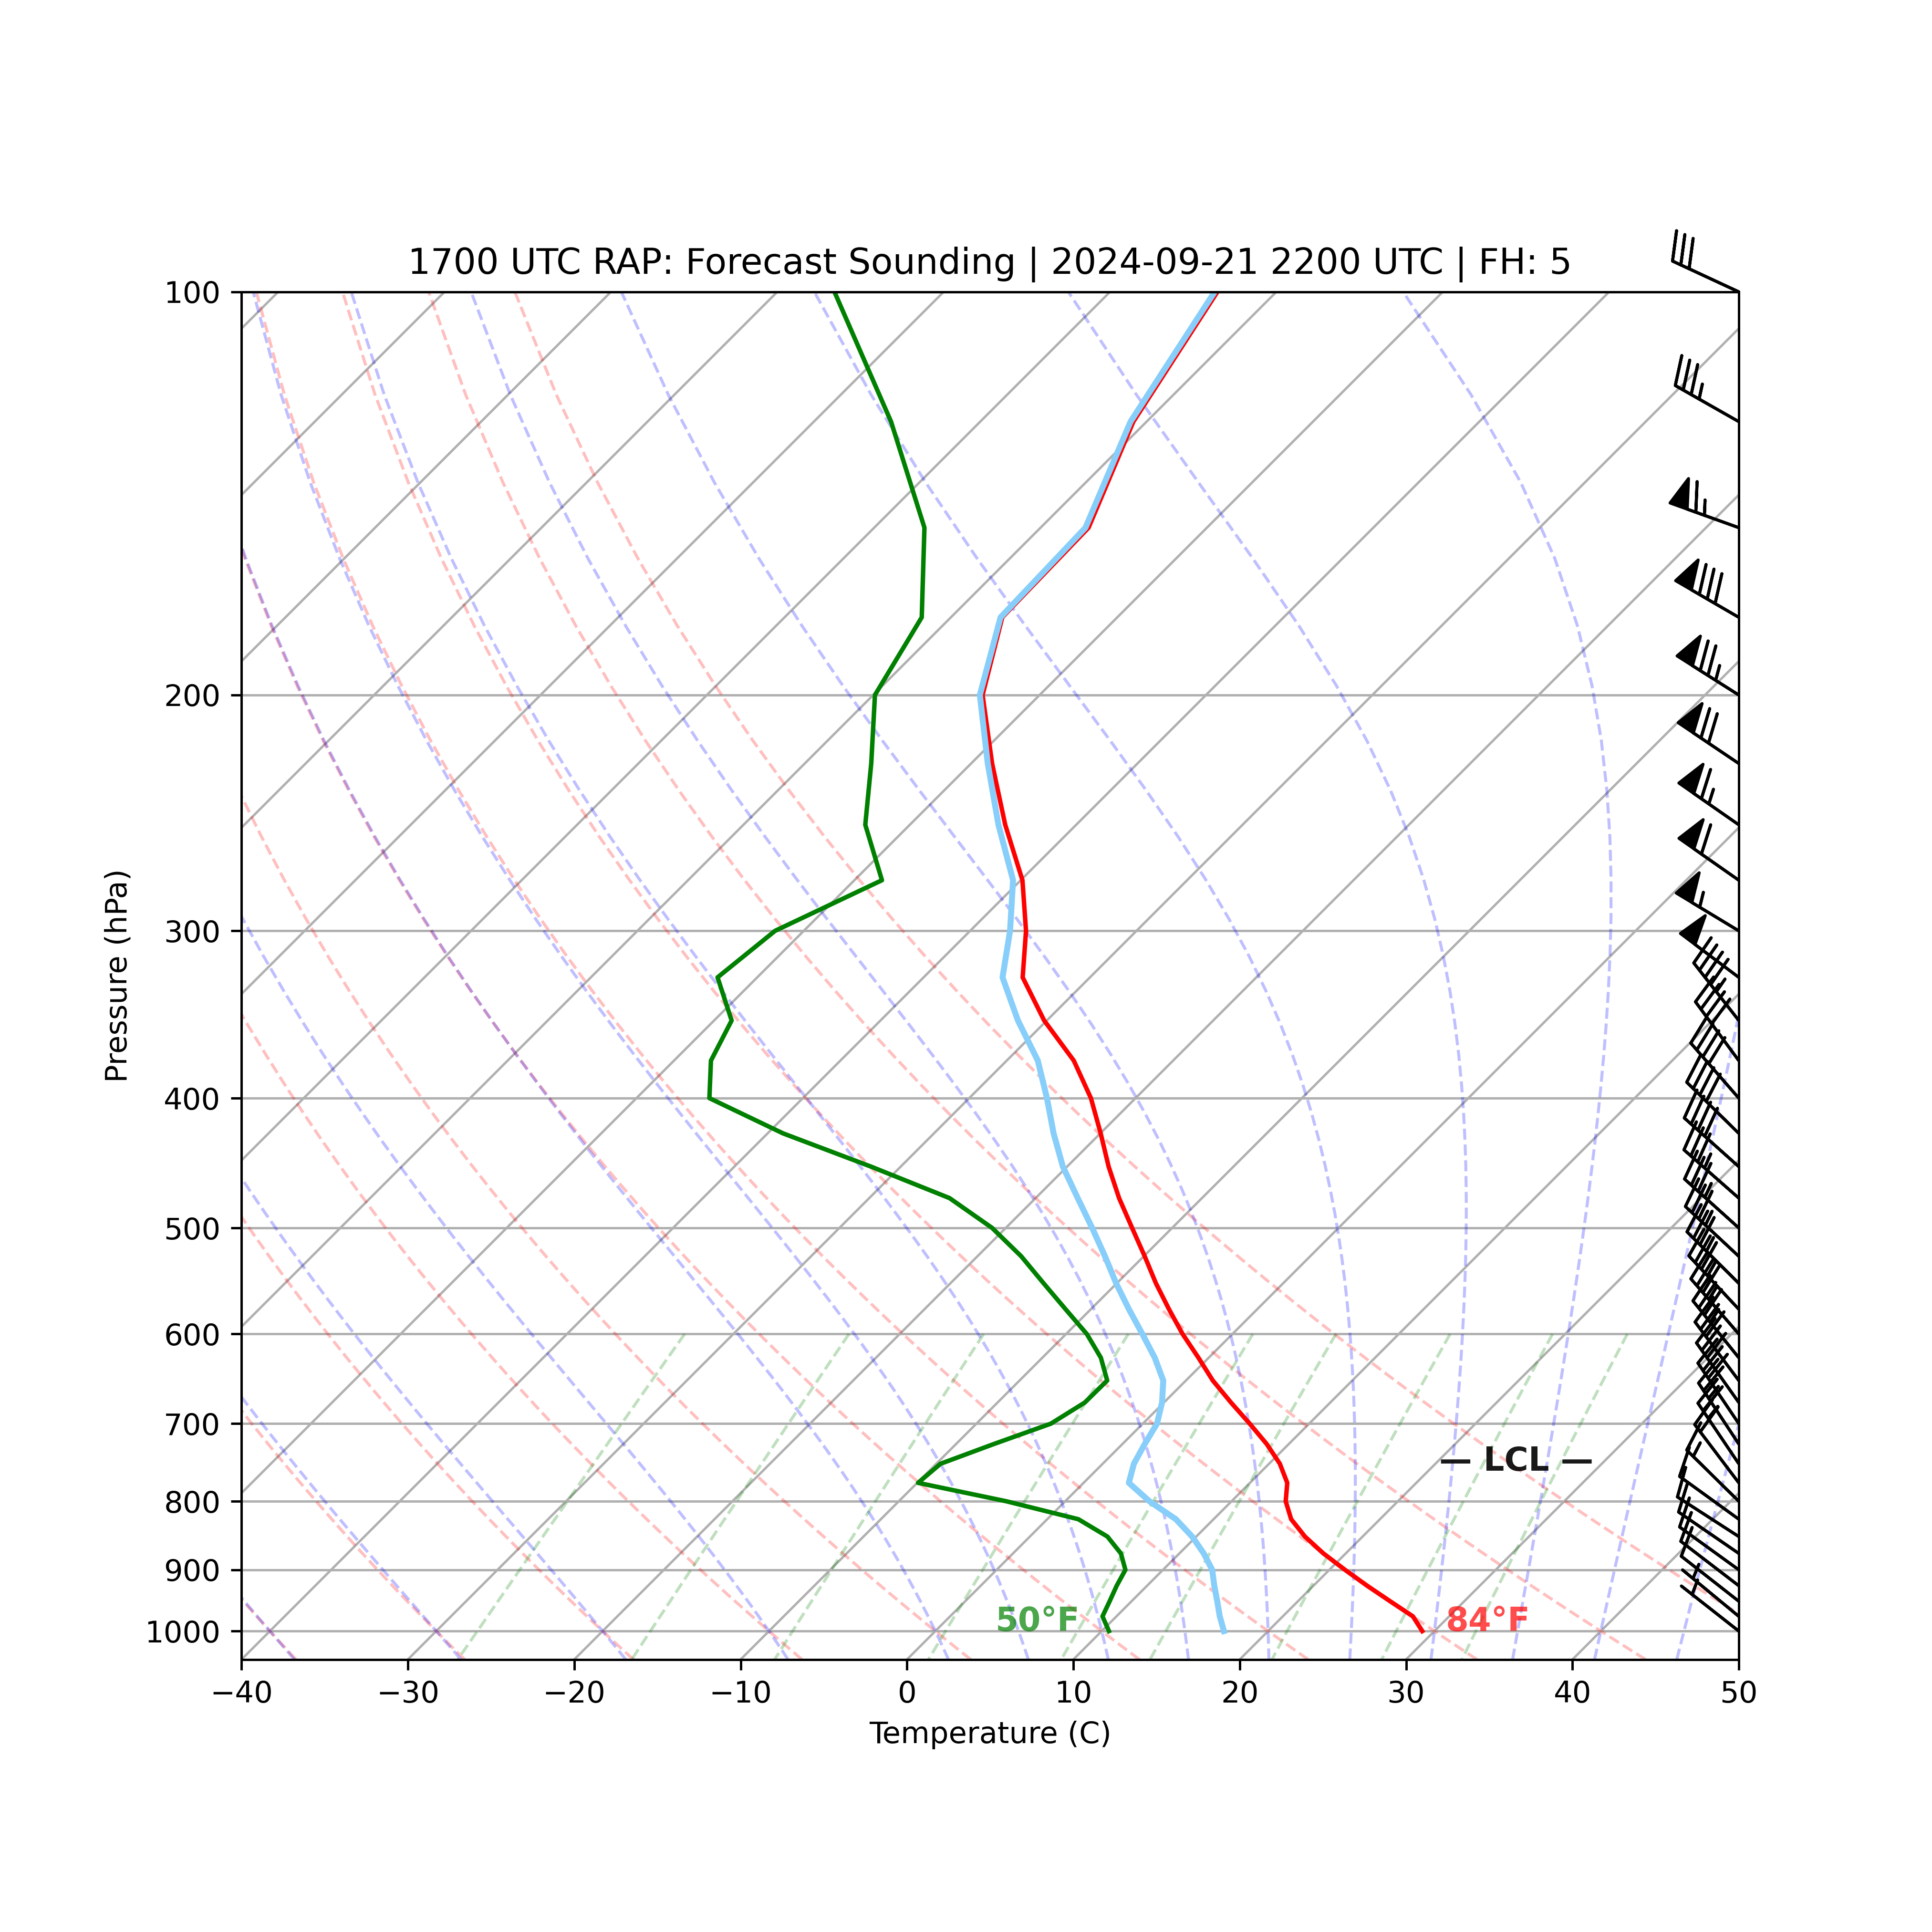 1700 UTC RAP: Forecast Sounding | 2024-09-21 2200 UTC | FH: 5
100
200
300
400
500
600
700
800
900
1000
Pressure (hPa)
— LCL —
50°F
84°F
−40 −30 −20 −10 0 10 20 30 40 50
Temperature (C)